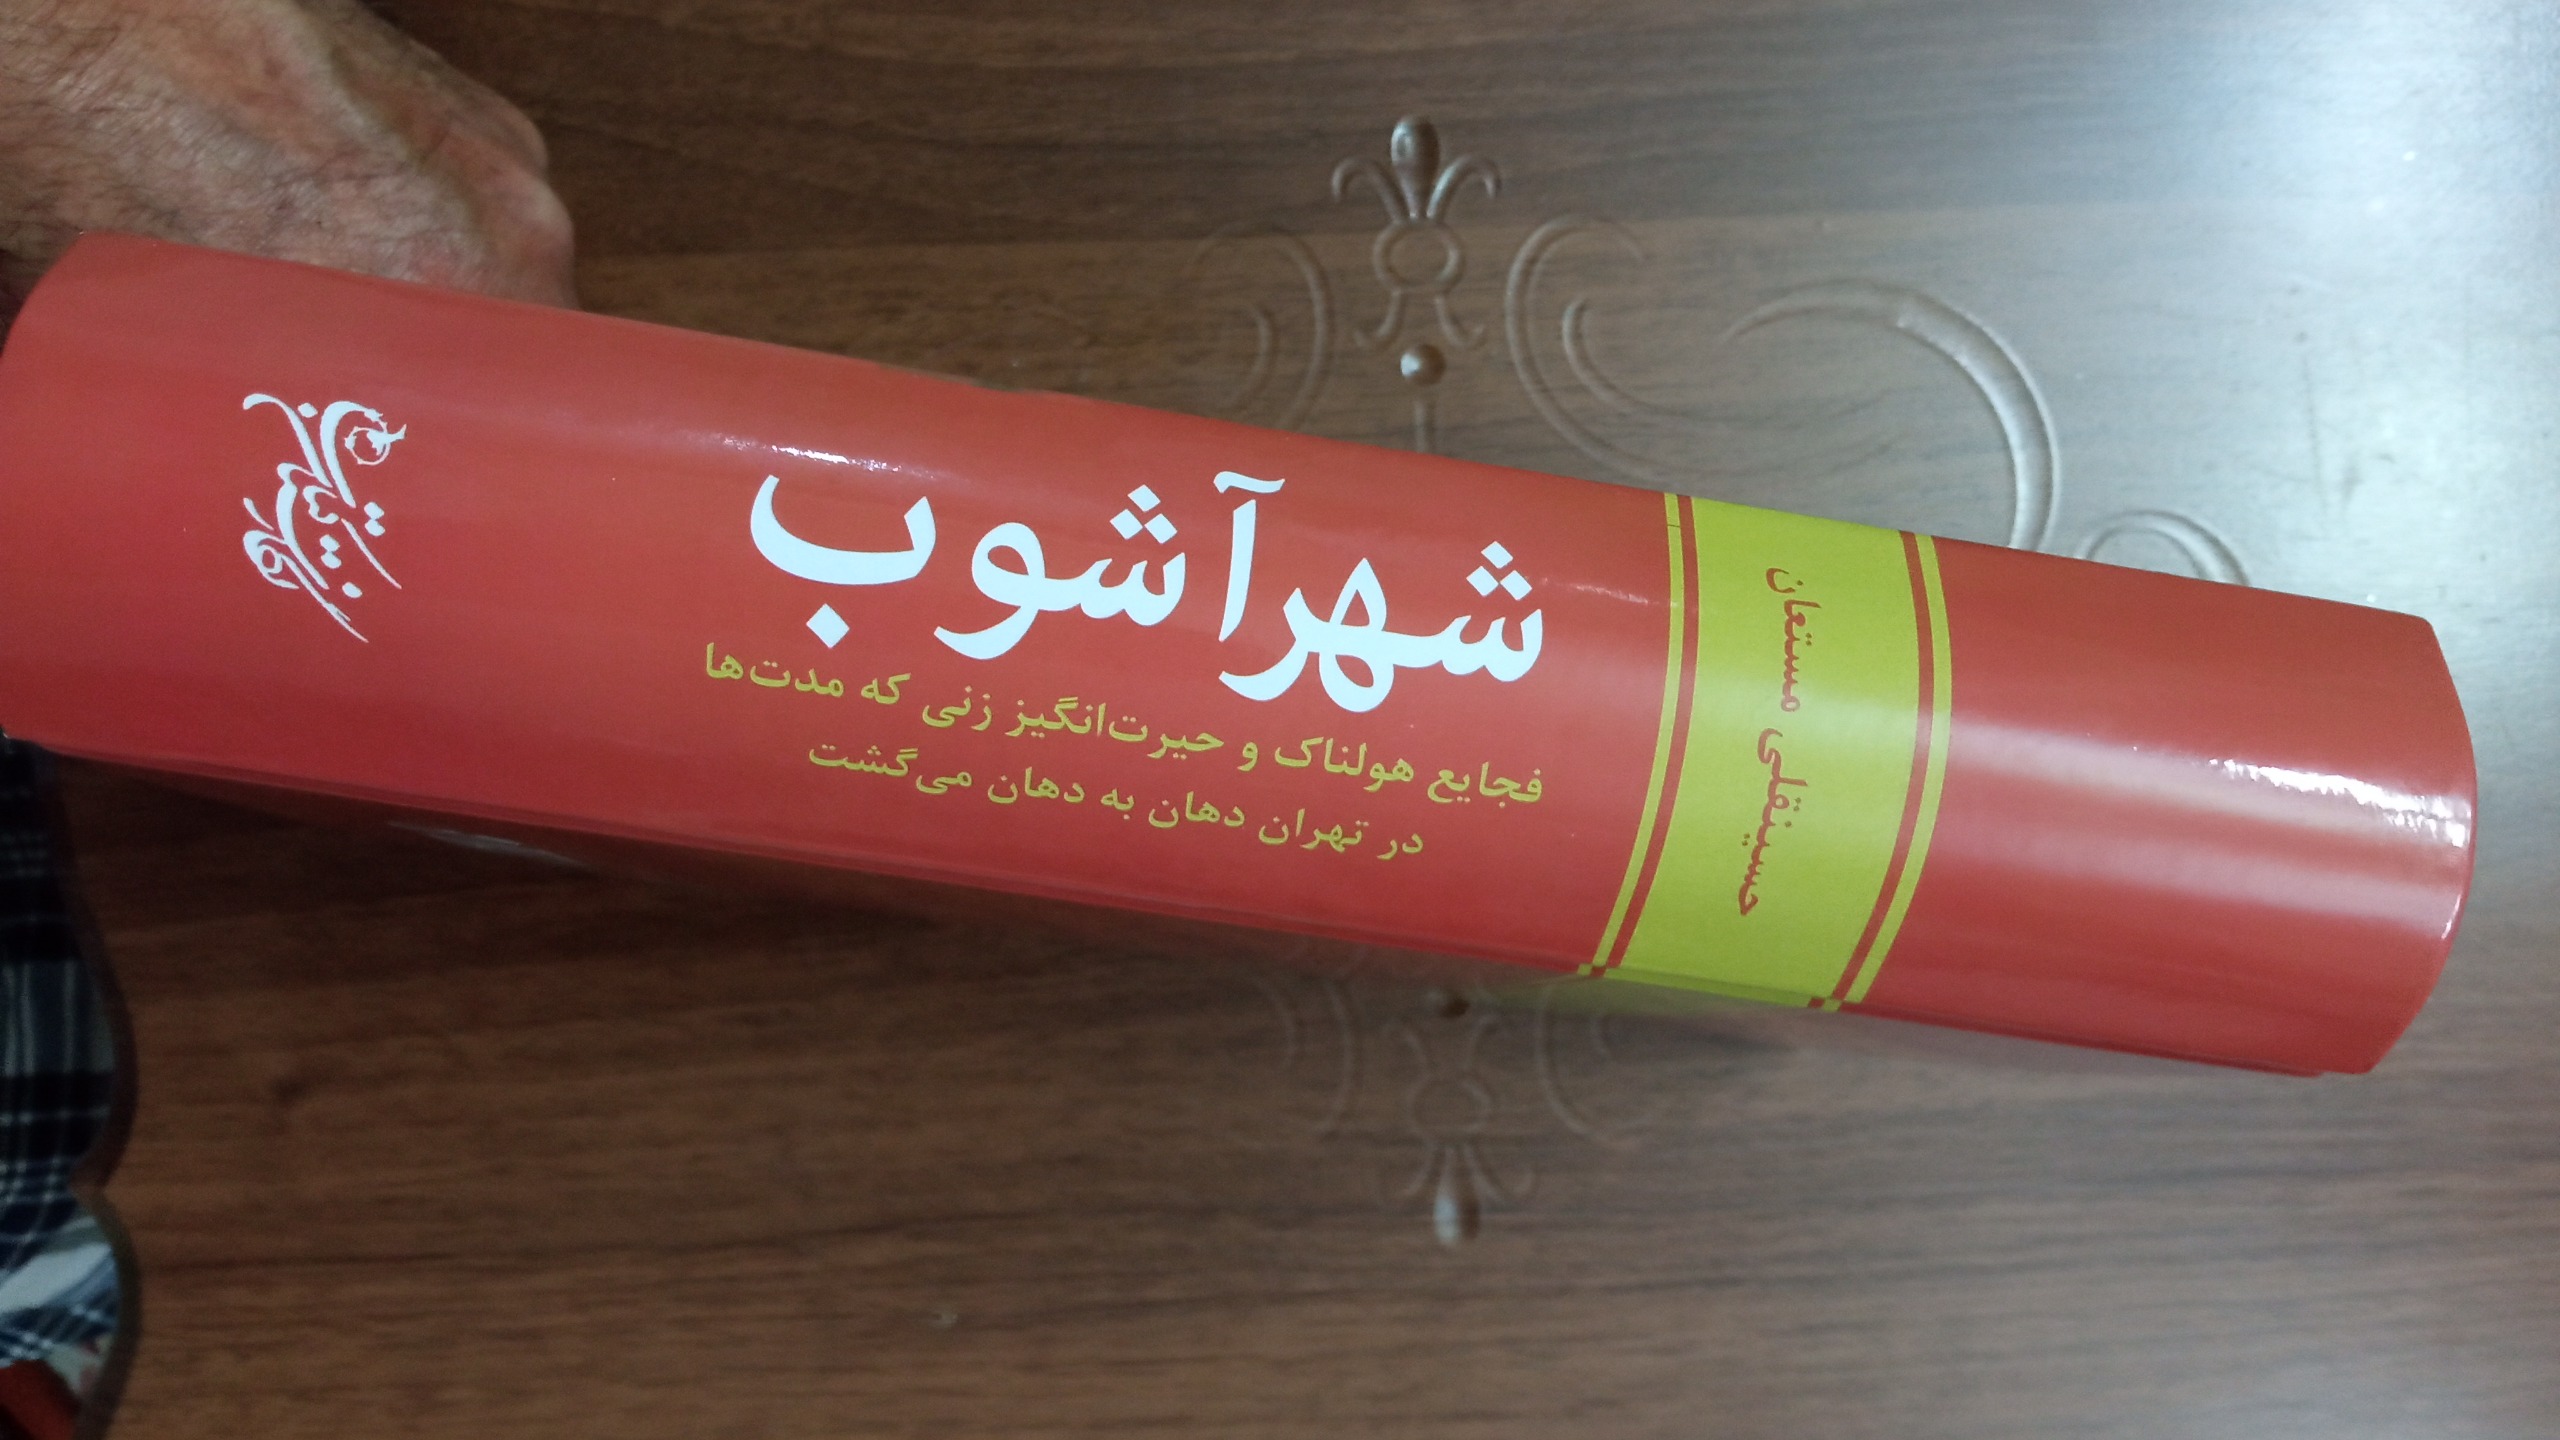 حسینقلی مستعان
شهرآشوب
فجایع هولناک و حیرت‌انگیز زنی که مدت‌ها
در تهران دهان به دهان می‌گشت